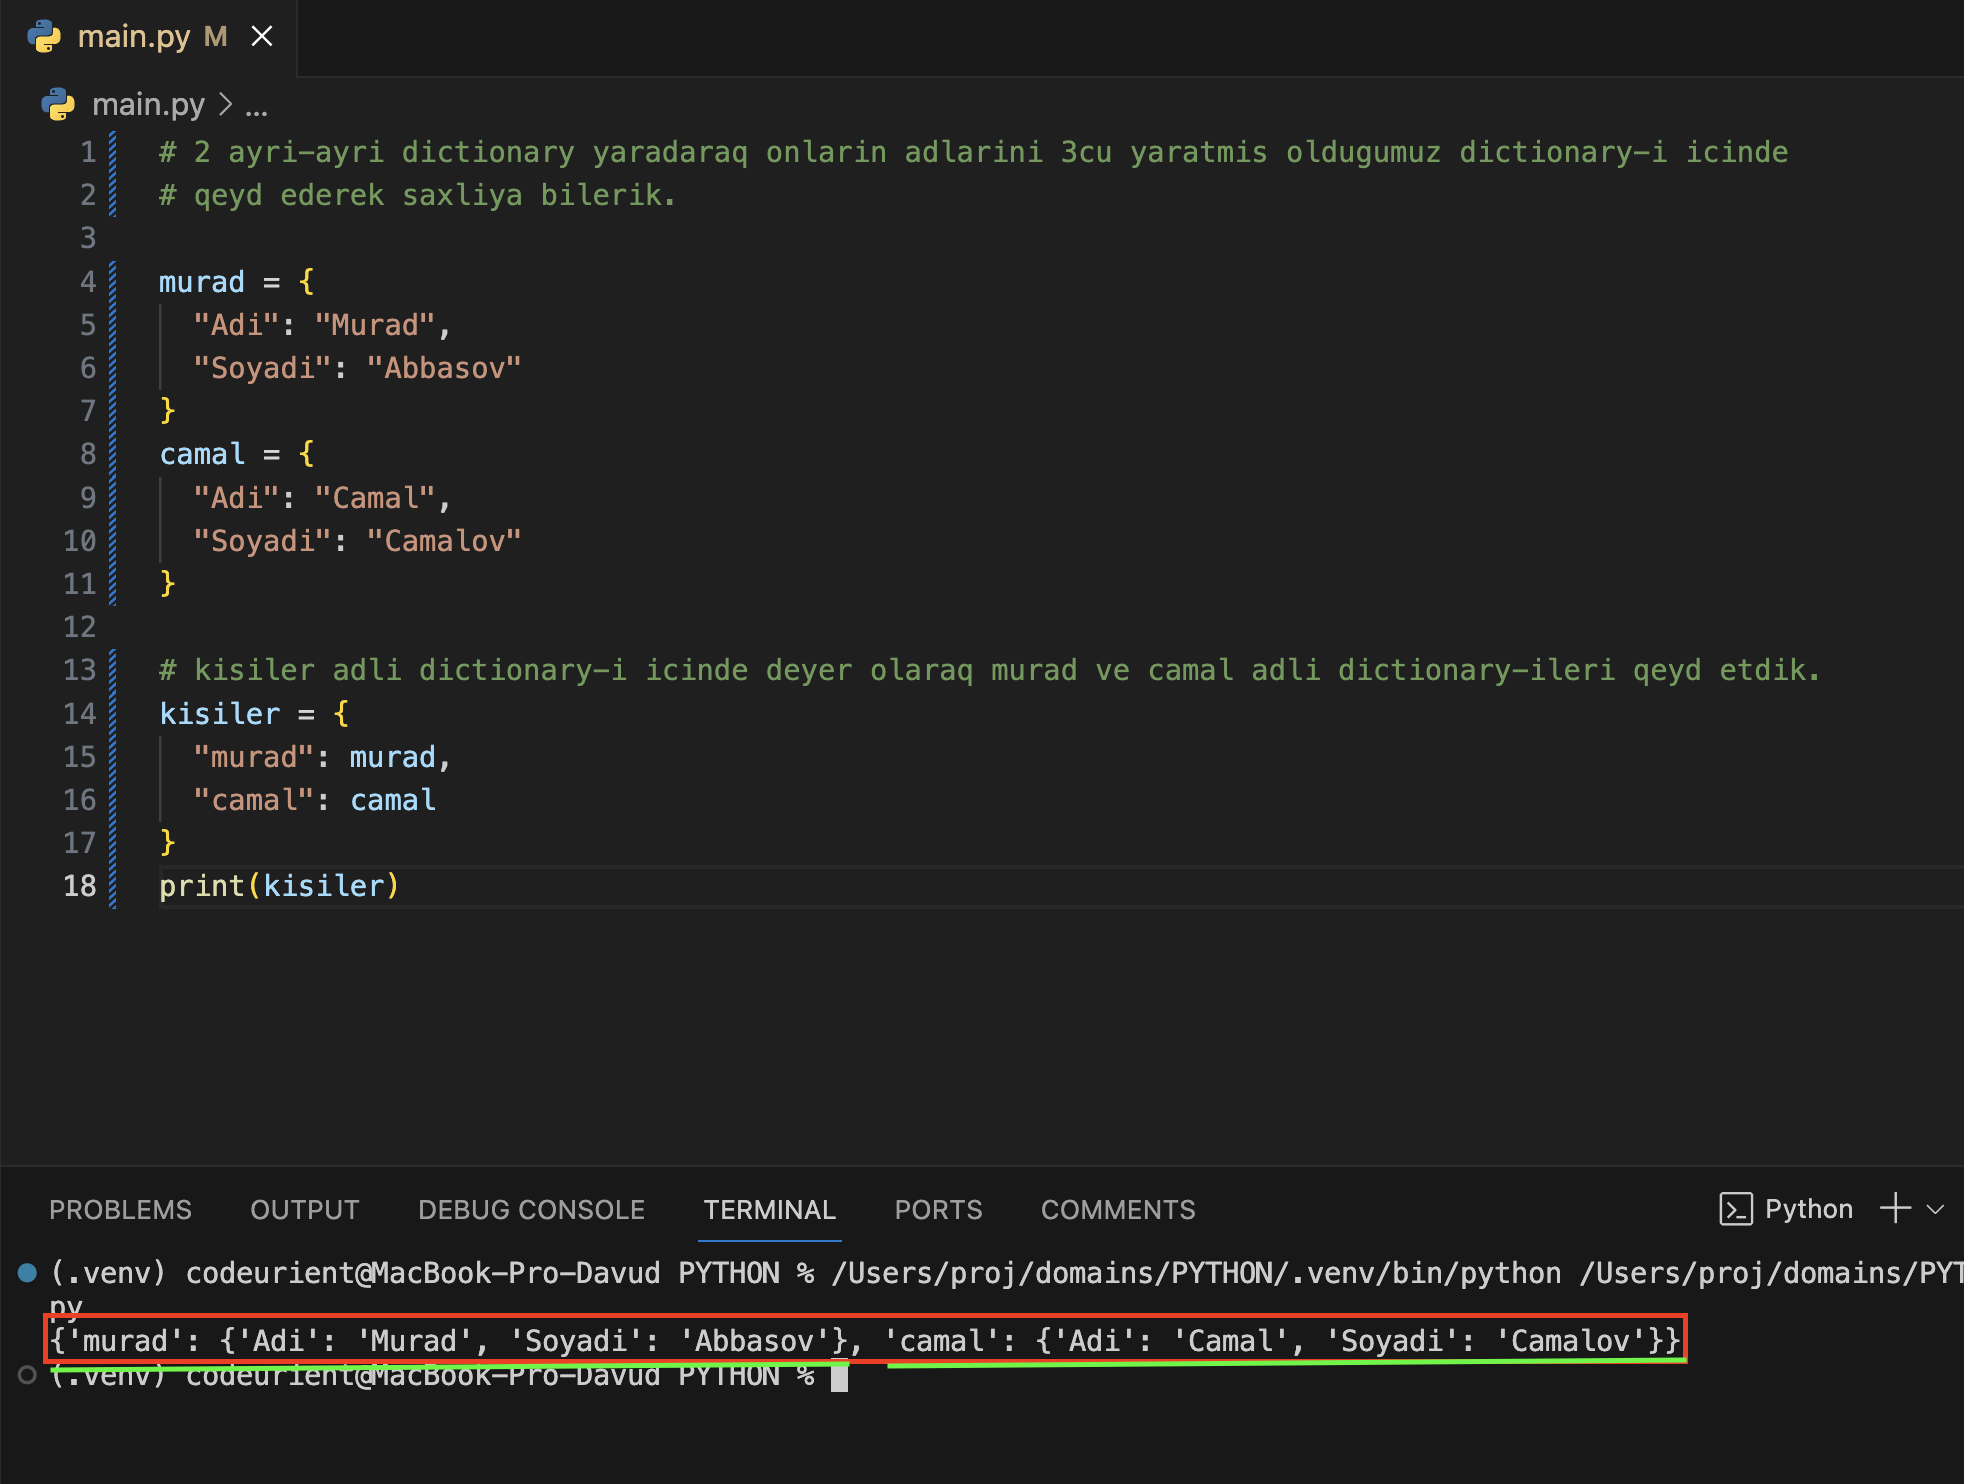 main.py M
main.py > ...
1 # 2 ayri-ayri dictionary yaradaraq onlarin adlarini 3cu yaratmis oldugumuz dictionary-i icinde
2 # qeyd ederek saxliya bilerik.
3
4 murad = {
5 "Adi": "Murad",
6 "Soyadi": "Abbasov"
7 }
8 camal = {
9 "Adi": "Camal",
10 "Soyadi": "Camalov"
11 }
12
13 # kisiler adli dictionary-i icinde deyer olaraq murad ve camal adli dictionary-ileri qeyd etdik.
14 kisiler = {
15 "murad": murad,
16 "camal": camal
17 }
18 print(kisiler)
PROBLEMS OUTPUT DEBUG CONSOLE TERMINAL PORTS COMMENTS Python
(.venv) codeurient@MacBook-Pro-Davud PYTHON % /Users/proj/domains/PYTHON/.venv/bin/python /Users/proj/domains/PYT
py
{'murad': {'Adi': 'Murad', 'Soyadi': 'Abbasov'}, 'camal': {'Adi': 'Camal', 'Soyadi': 'Camalov'}}
(.venv) codeurient@MacBook-Pro-Davud PYTHON %